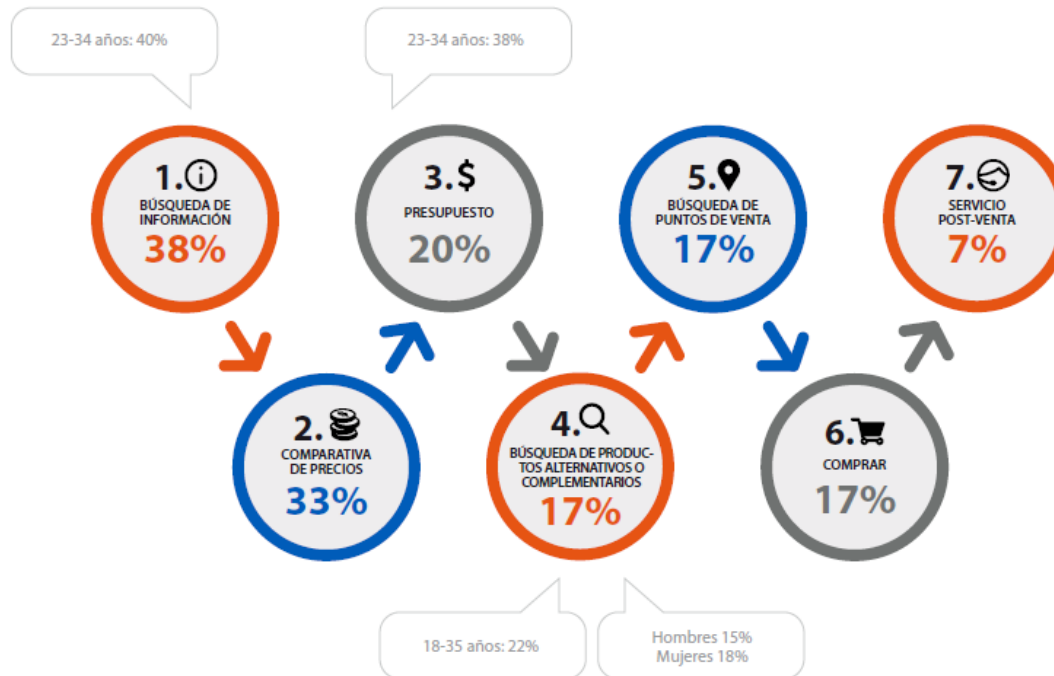 23-34 años: 40%
23-34 años: 38%
1.
BÚSQUEDA DE
INFORMACIÓN
38%
3.$
PRESUPUESTO
20%
5.
BÚSQUEDA DE
PUNTOS DE VENTA
17%
7.
SERVICIO
POST-VENTA
7%
2.
COMPARATIVA
DE PRECIOS
33%
4.
BÚSQUEDA DE PRODUC-
TOS ALTERNATIVOS O
COMPLEMENTARIOS
17%
6.
COMPRAR
17%
18-35 años: 22%
Hombres 15%
Mujeres 18%